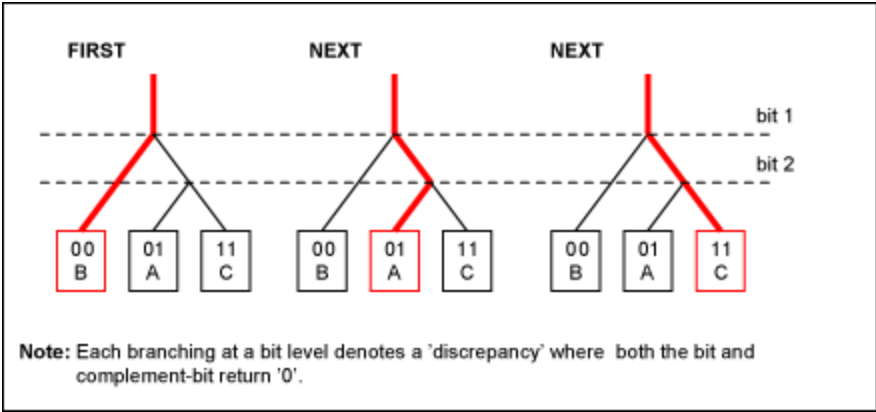 FIRST NEXT NEXT
bit 1
bit 2
00 01 11 00 01 11 00 01 11
B A C B A C B A C
Note: Each branching at a bit level denotes a 'discrepancy' where both the bit and
complement-bit return '0'.